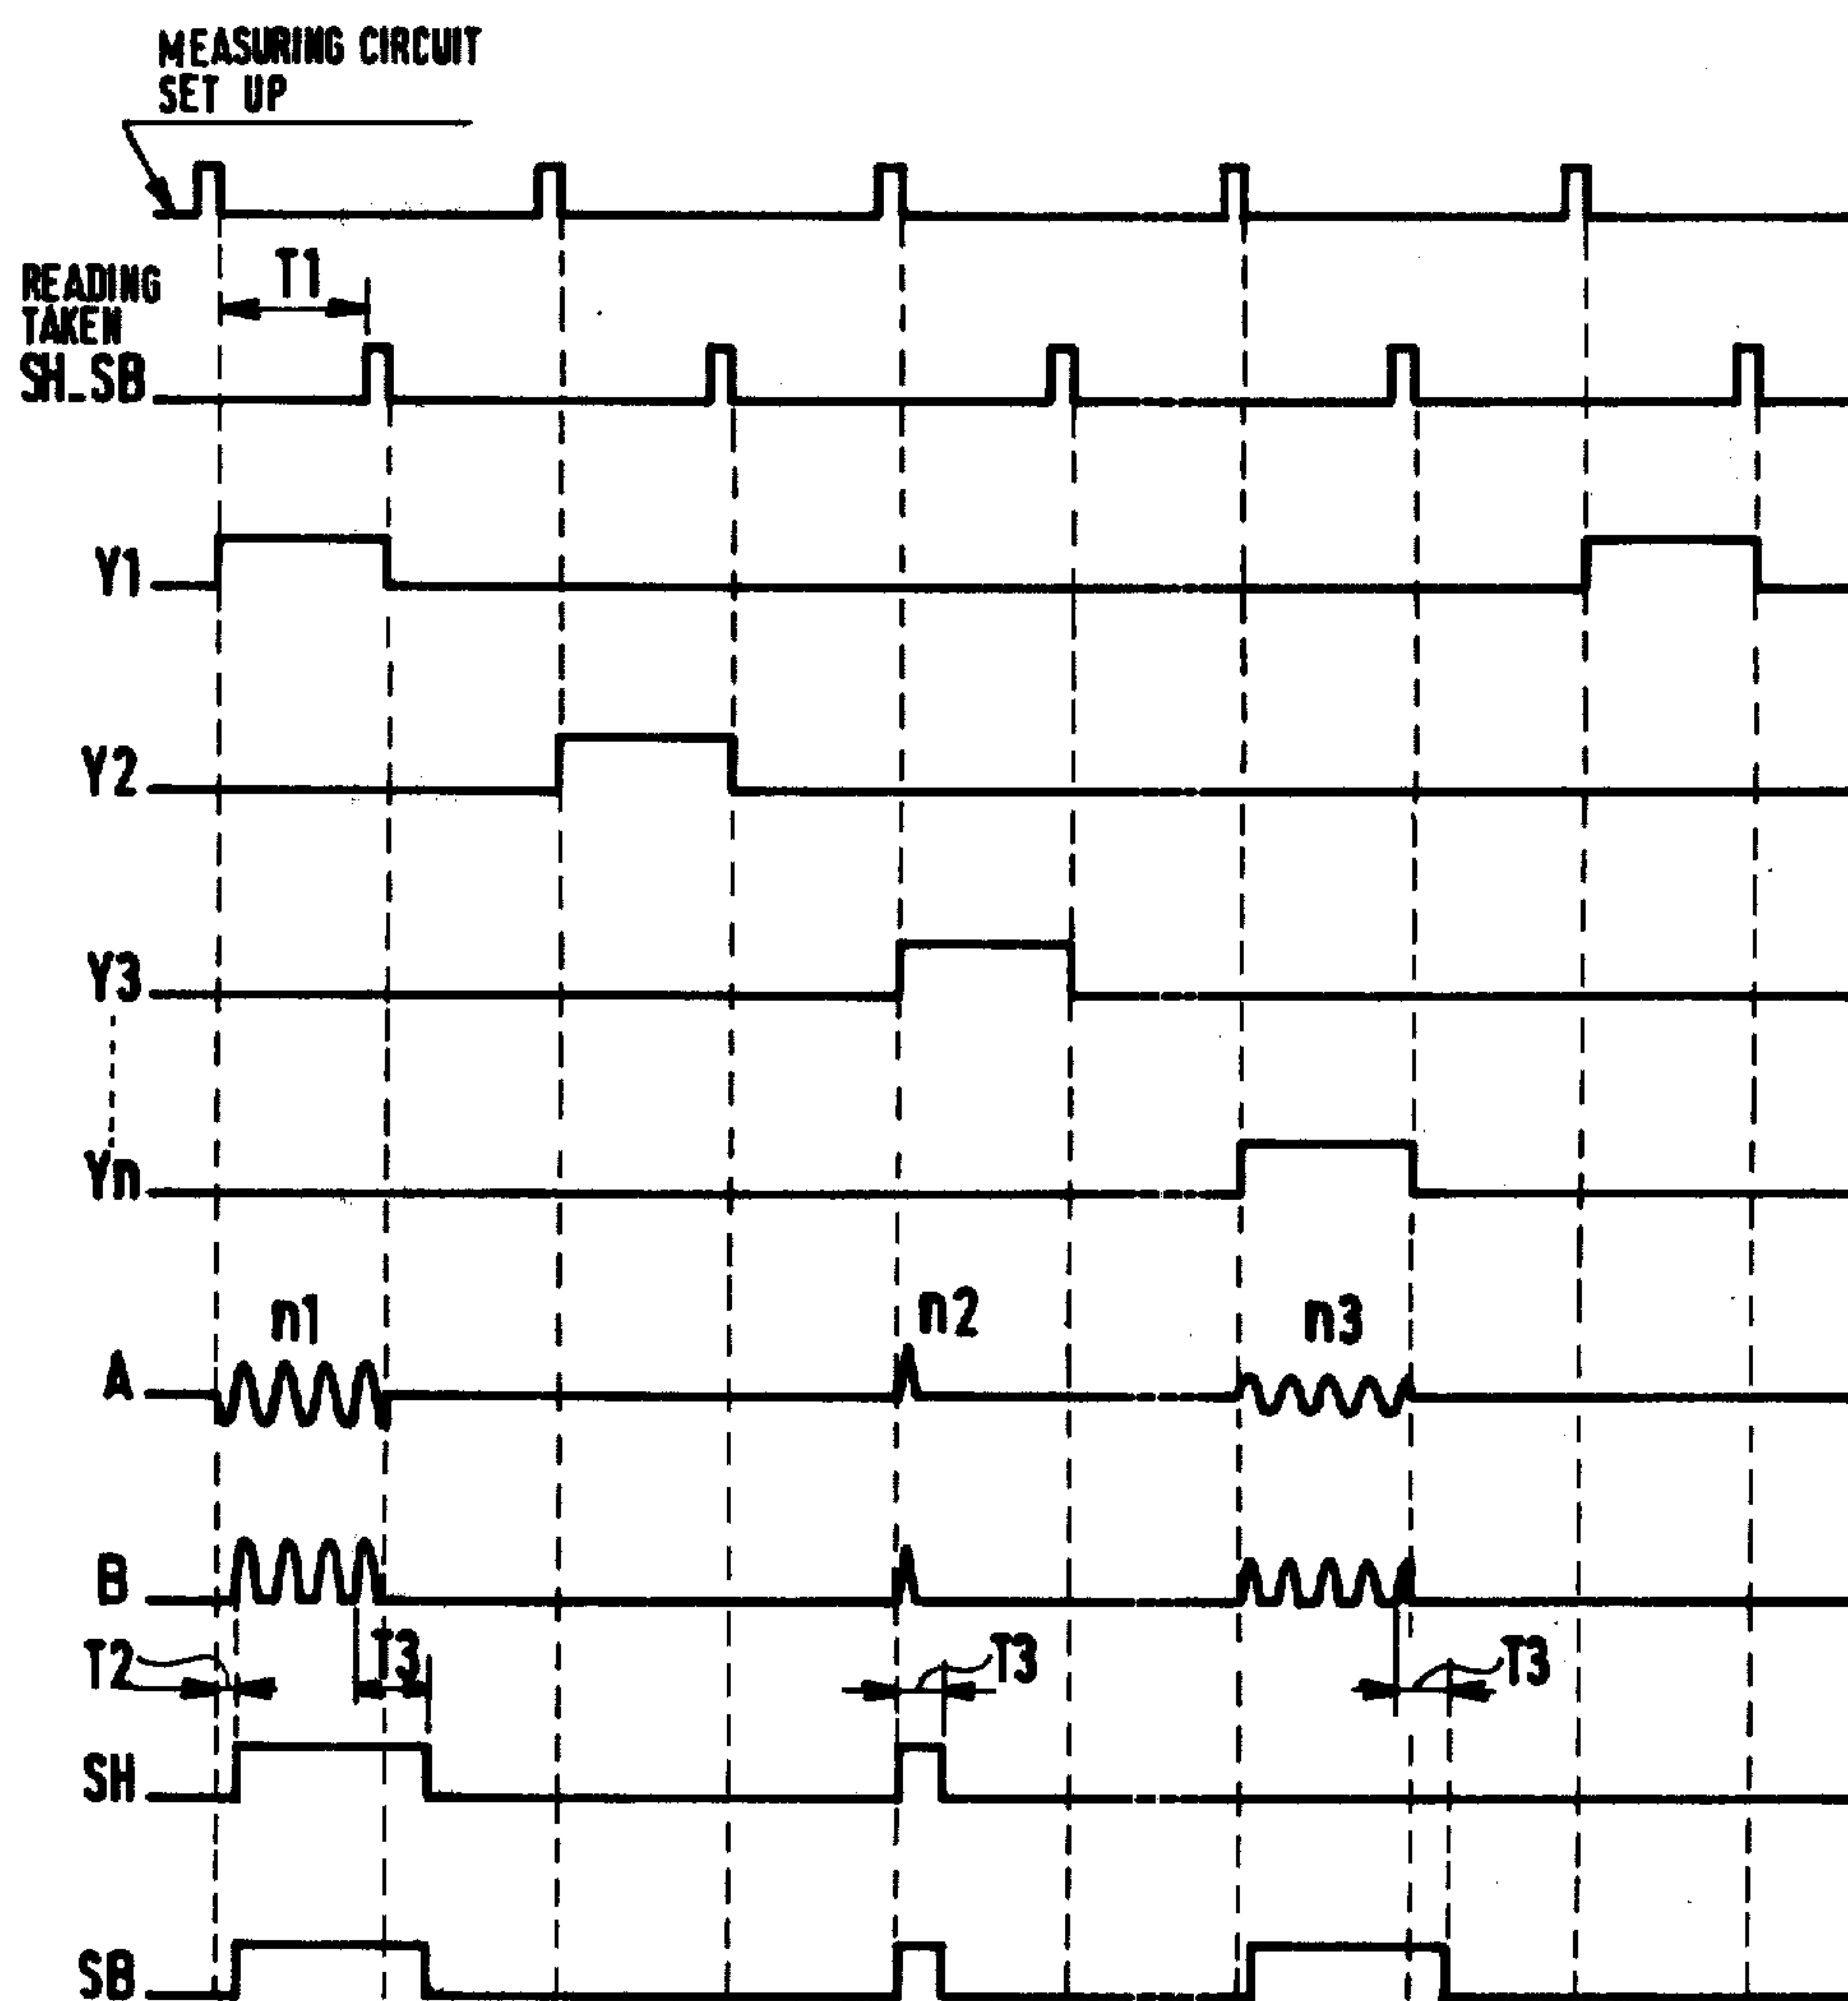 MEASURING CIRCUIT
SET UP
T1
READING
TAKEN
SH_SB
Y1
Y2
Y3
Yn
n1
n2
n3
A
B
T2
T3
T3
T3
SH
SB